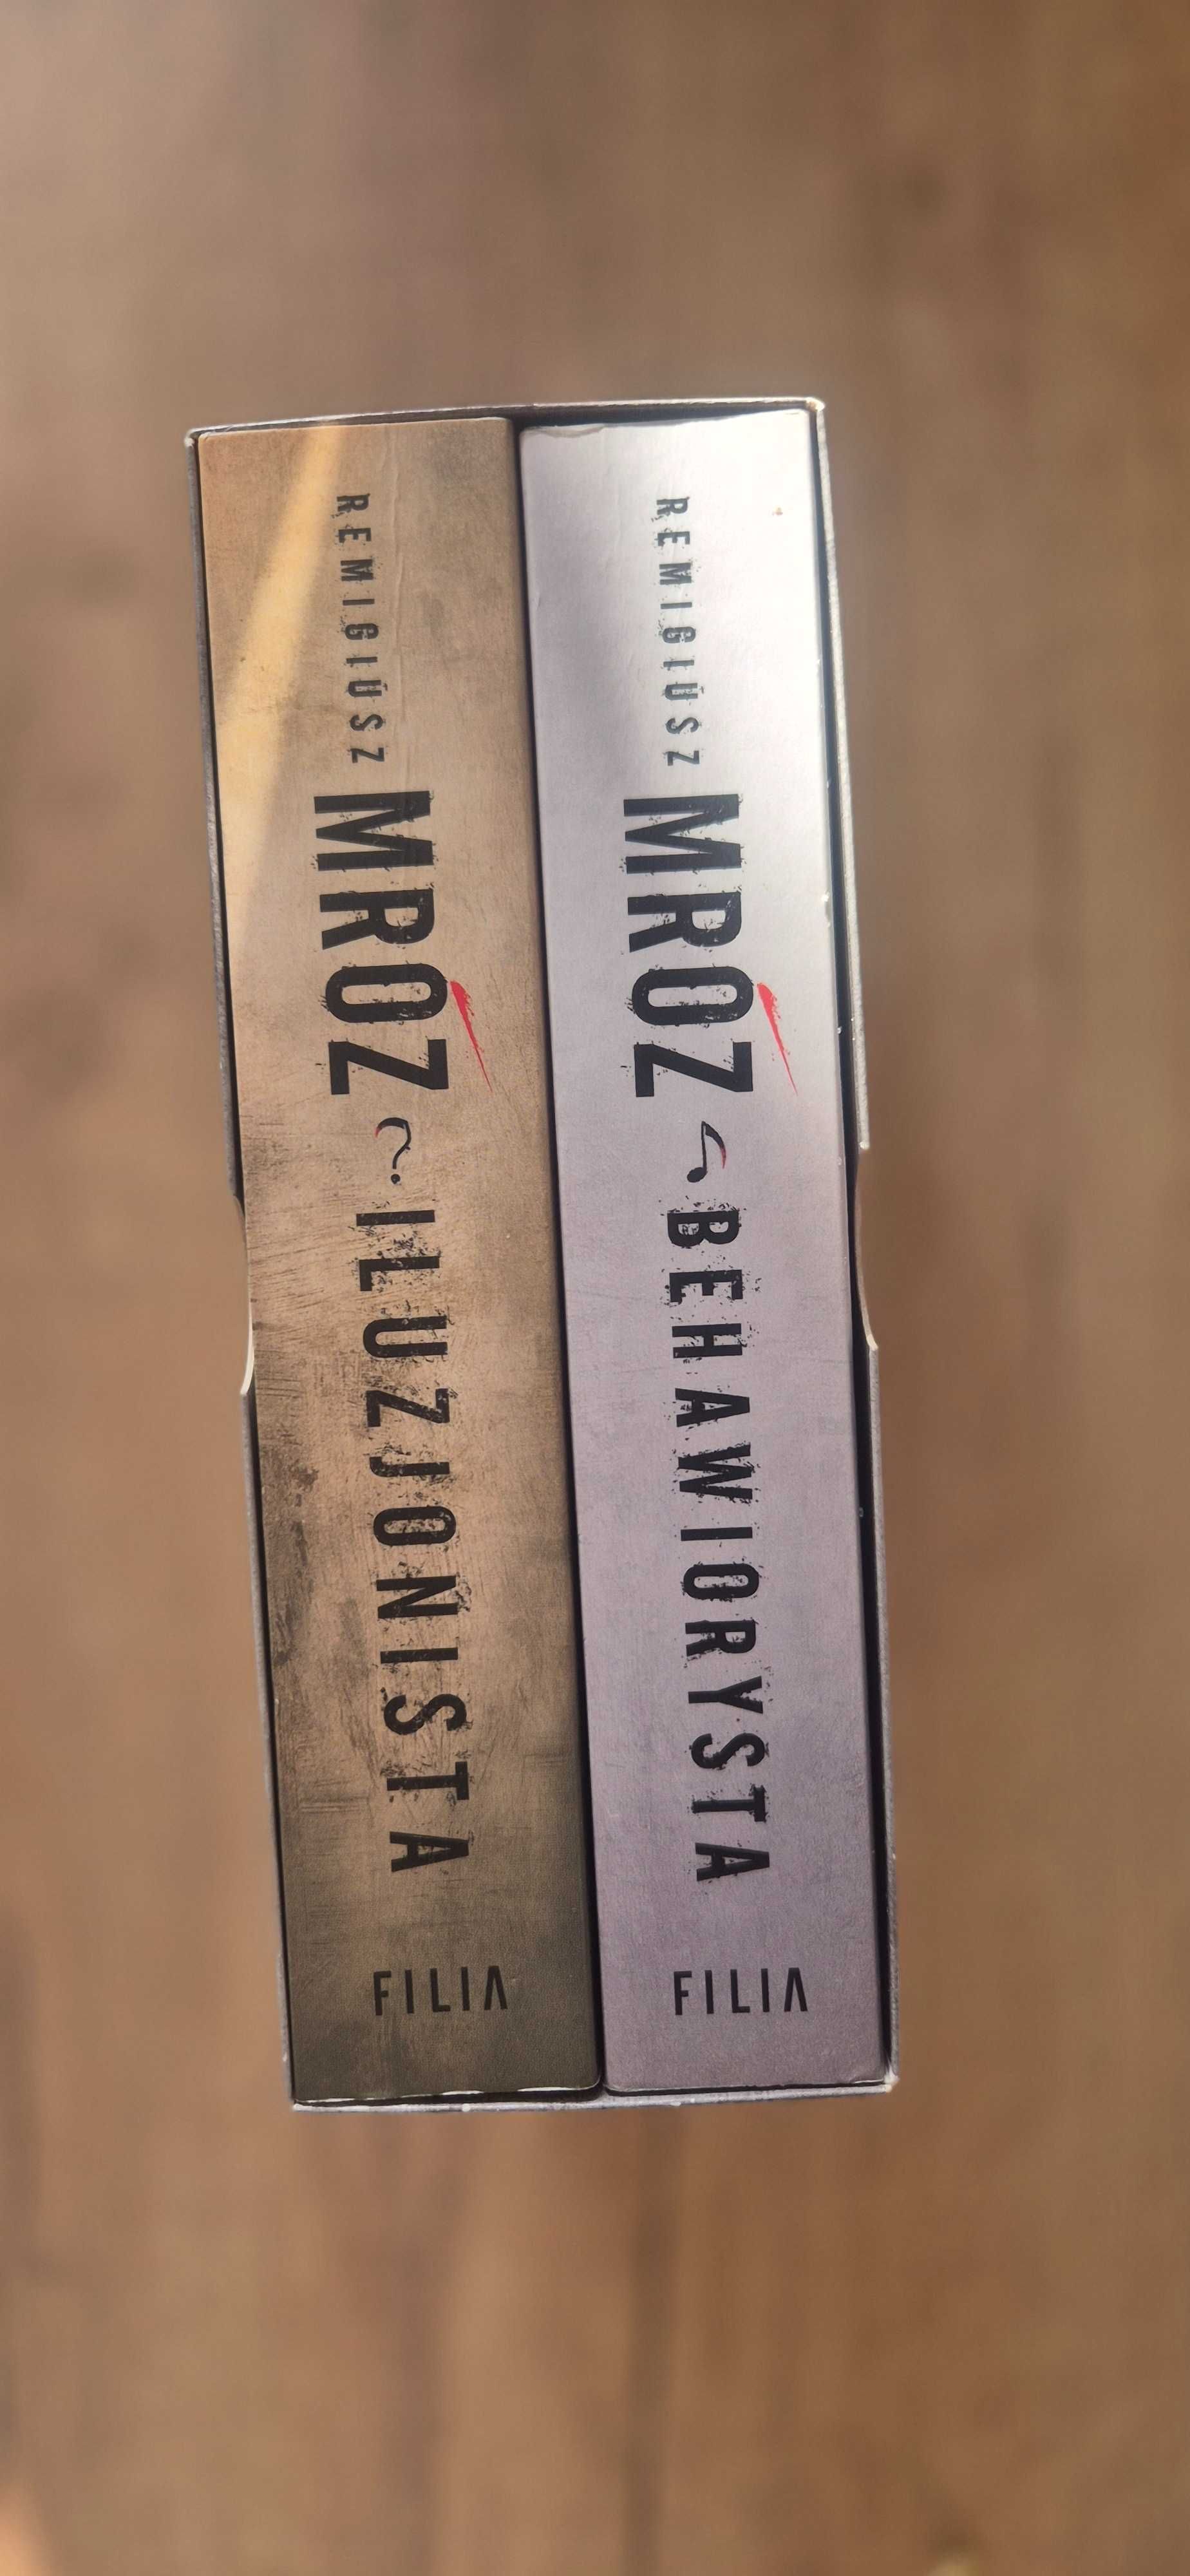 REMIGIUSZ MRÓZ ? ILUZJONISTA FILIA
REMIGIUSZ MRÓZ BEHAWIORYSTA FILIA